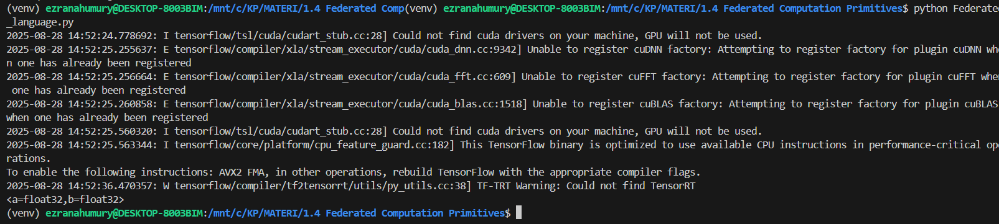 (venv) ezranahumury@DESKTOP-8003BIM:/mnt/c/KP/MATERI/1.4 Federated Comp(venv) ezranahumury@DESKTOP-8003BIM:/mnt/c/KP/MATERI/1.4 Federated Computation Primitives$ python Federated
_language.py
2025-08-28 14:52:24.778692: I tensorflow/tsl/cuda/cudart_stub.cc:28] Could not find cuda drivers on your machine, GPU will not be used.
2025-08-28 14:52:25.255637: E tensorflow/compiler/xla/stream_executor/cuda/cuda_dnn.cc:9342] Unable to register cuDNN factory: Attempting to register factory for plugin cuDNN whe
n one has already been registered
2025-08-28 14:52:25.256664: E tensorflow/compiler/xla/stream_executor/cuda/cuda_fft.cc:609] Unable to register cuFFT factory: Attempting to register factory for plugin cuFFT when
one has already been registered
2025-08-28 14:52:25.260858: E tensorflow/compiler/xla/stream_executor/cuda/cuda_blas.cc:1518] Unable to register cuBLAS factory: Attempting to register factory for plugin cuBLAS
when one has already been registered
2025-08-28 14:52:25.560320: I tensorflow/tsl/cuda/cudart_stub.cc:28] Could not find cuda drivers on your machine, GPU will not be used.
2025-08-28 14:52:25.563344: I tensorflow/core/platform/cpu_feature_guard.cc:182] This TensorFlow binary is optimized to use available CPU instructions in performance-critical ope
rations.
To enable the following instructions: AVX2 FMA, in other operations, rebuild TensorFlow with the appropriate compiler flags.
2025-08-28 14:52:36.470357: W tensorflow/compiler/tf2tensorrt/utils/py_utils.cc:38] TF-TRT Warning: Could not find TensorRT
<a=float32,b=float32>
(venv) ezranahumury@DESKTOP-8003BIM:/mnt/c/KP/MATERI/1.4 Federated Computation Primitives$